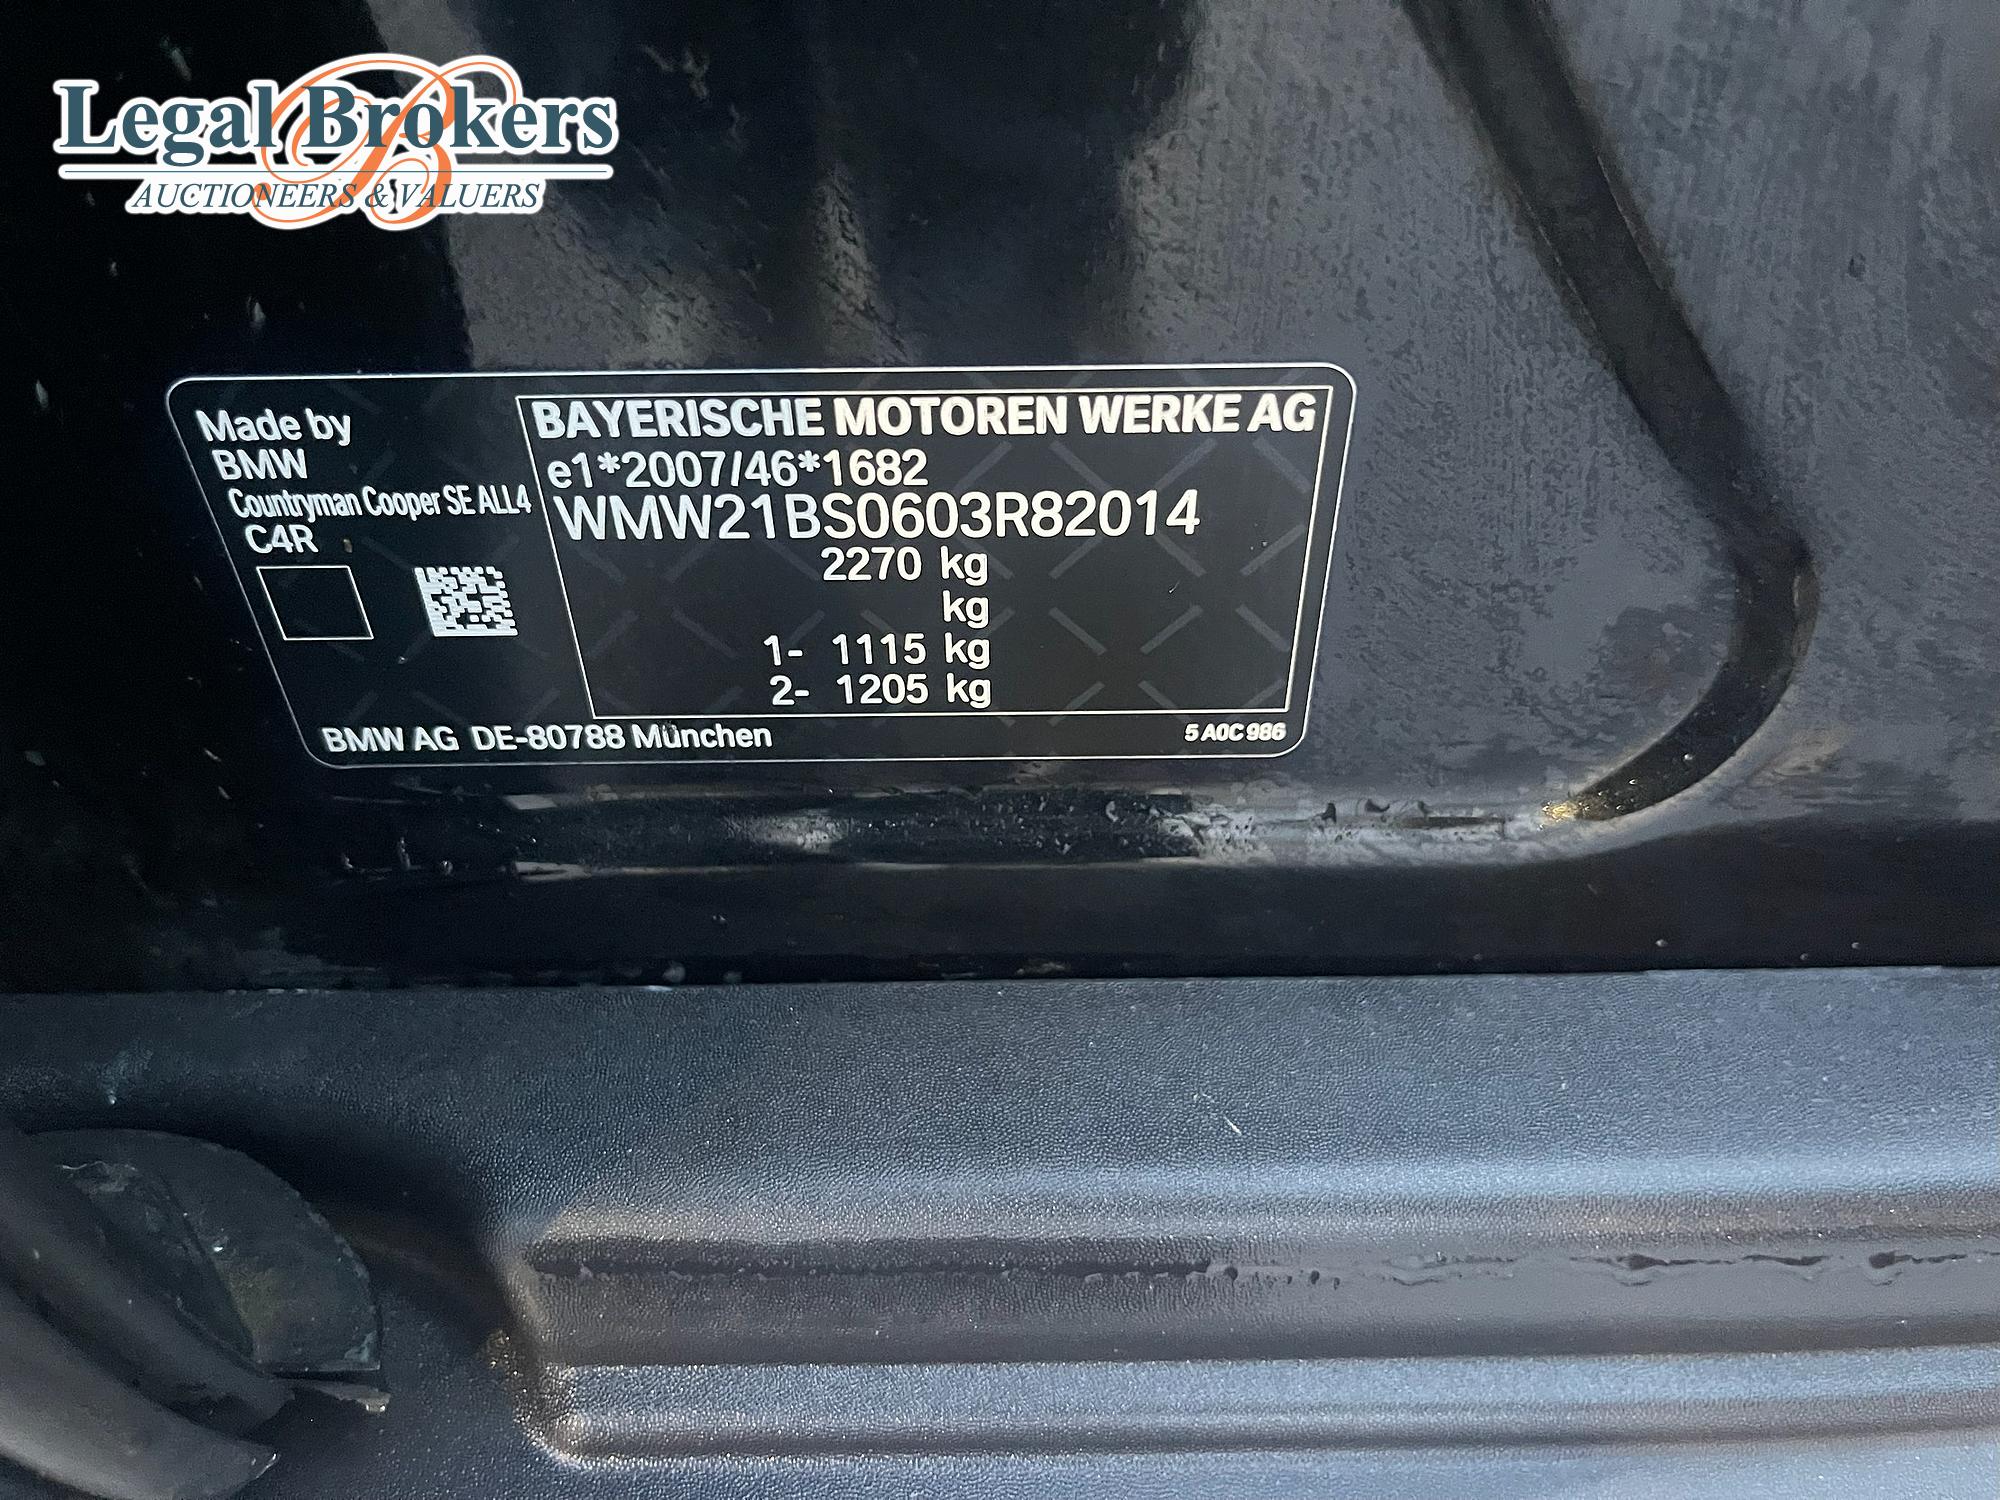 Legal Brokers
AUCTIONEERS & VALUERS
Made by
BMW
Countryman Cooper SE ALL4
C4R
BAYERISCHE MOTOREN WERKE AG
e1*2007/46*1682
WMW21BS0603R82014
2270 kg
kg
1- 1115 kg
2- 1205 kg
BMW AG DE-80788 München
5 A0C 986